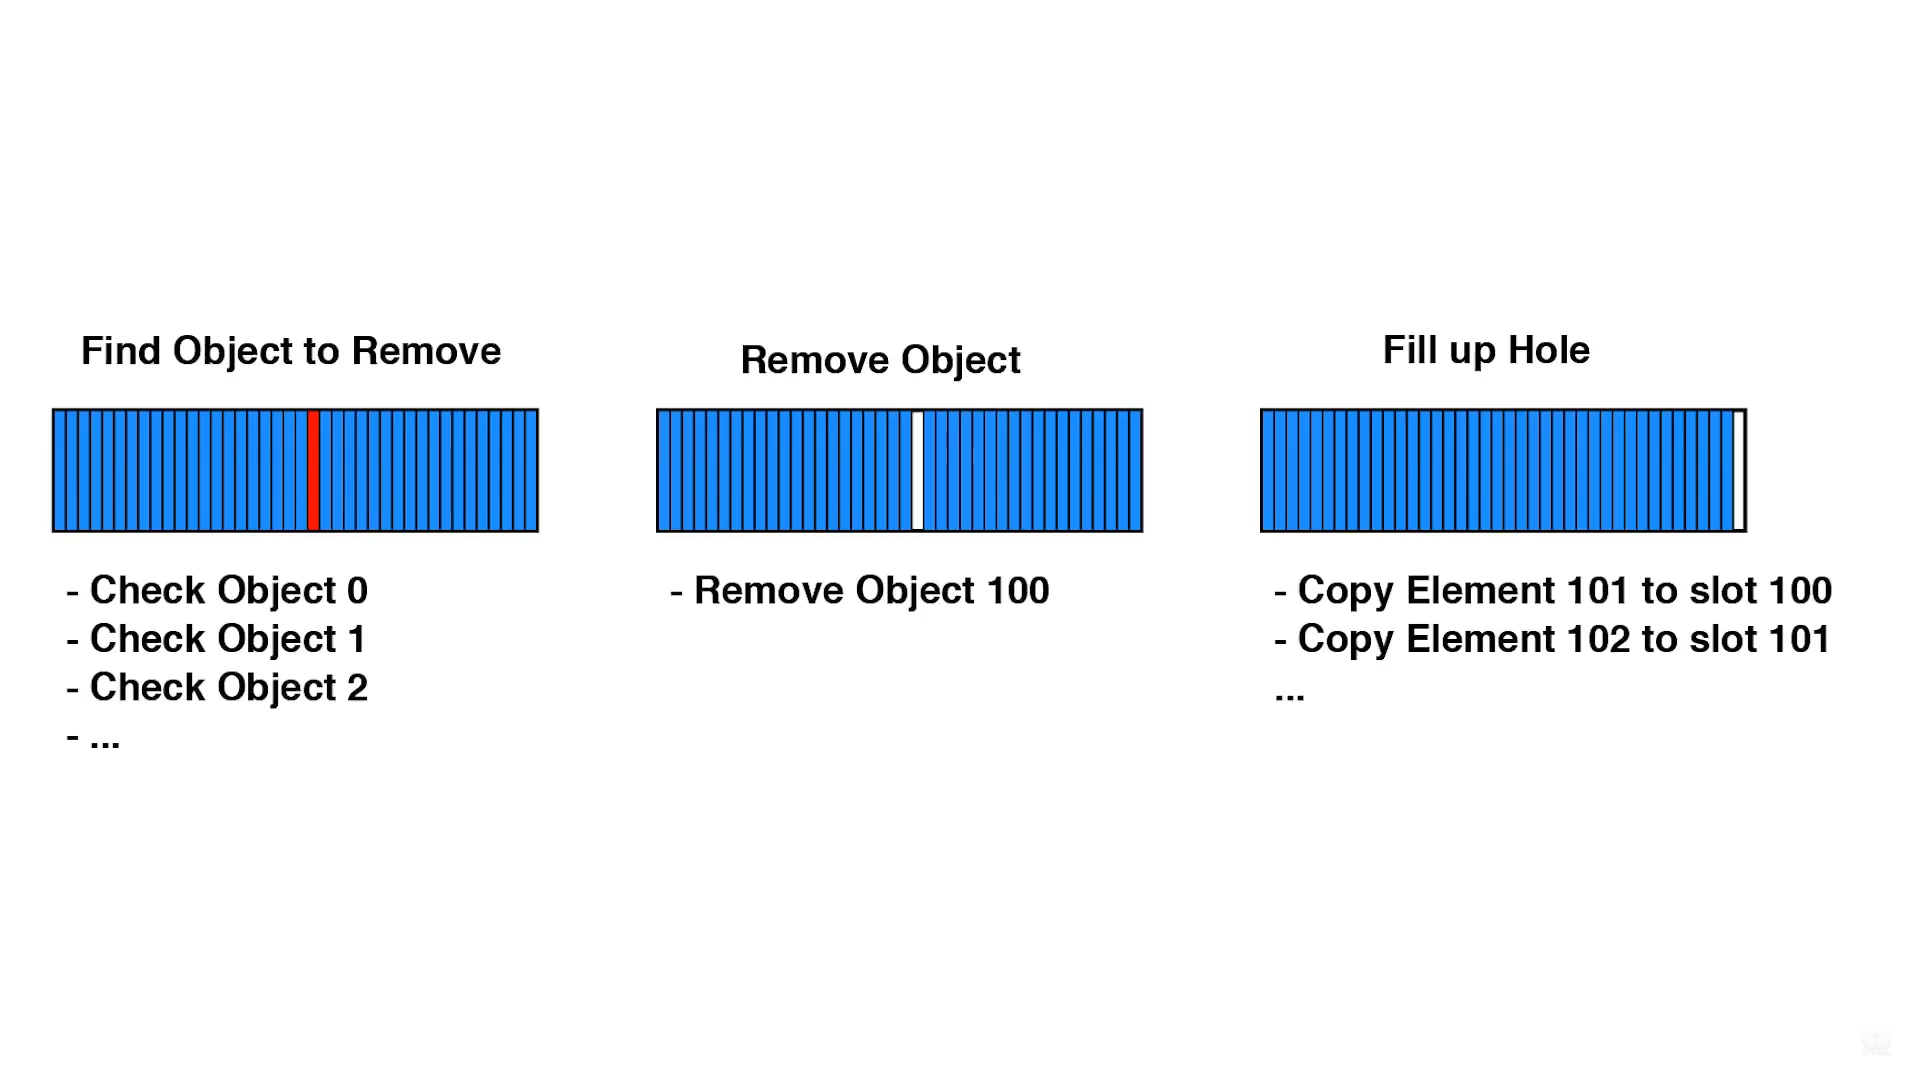 Find Object to Remove
- Check Object 0
- Check Object 1
- Check Object 2
- ...
Remove Object
- Remove Object 100
Fill up Hole
- Copy Element 101 to slot 100
- Copy Element 102 to slot 101
...